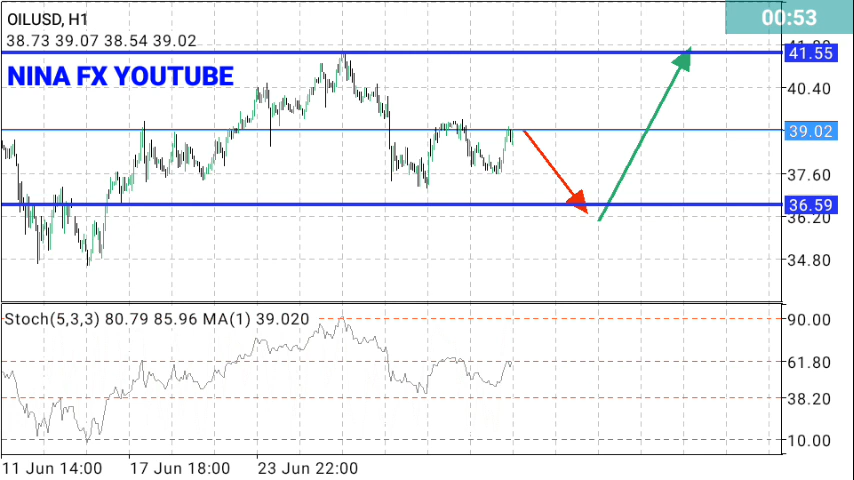 OILUSD, H1
00:53
38.73 39.07 38.54 39.02
41.55
NINA FX YOUTUBE
40.40
39.02
37.60
36.59
36.20
34.80
Stoch(5,3,3) 80.79 85.96 MA(1) 39.020
90.00
61.80
38.20
10.00
11 Jun 14:00 17 Jun 18:00 23 Jun 22:00